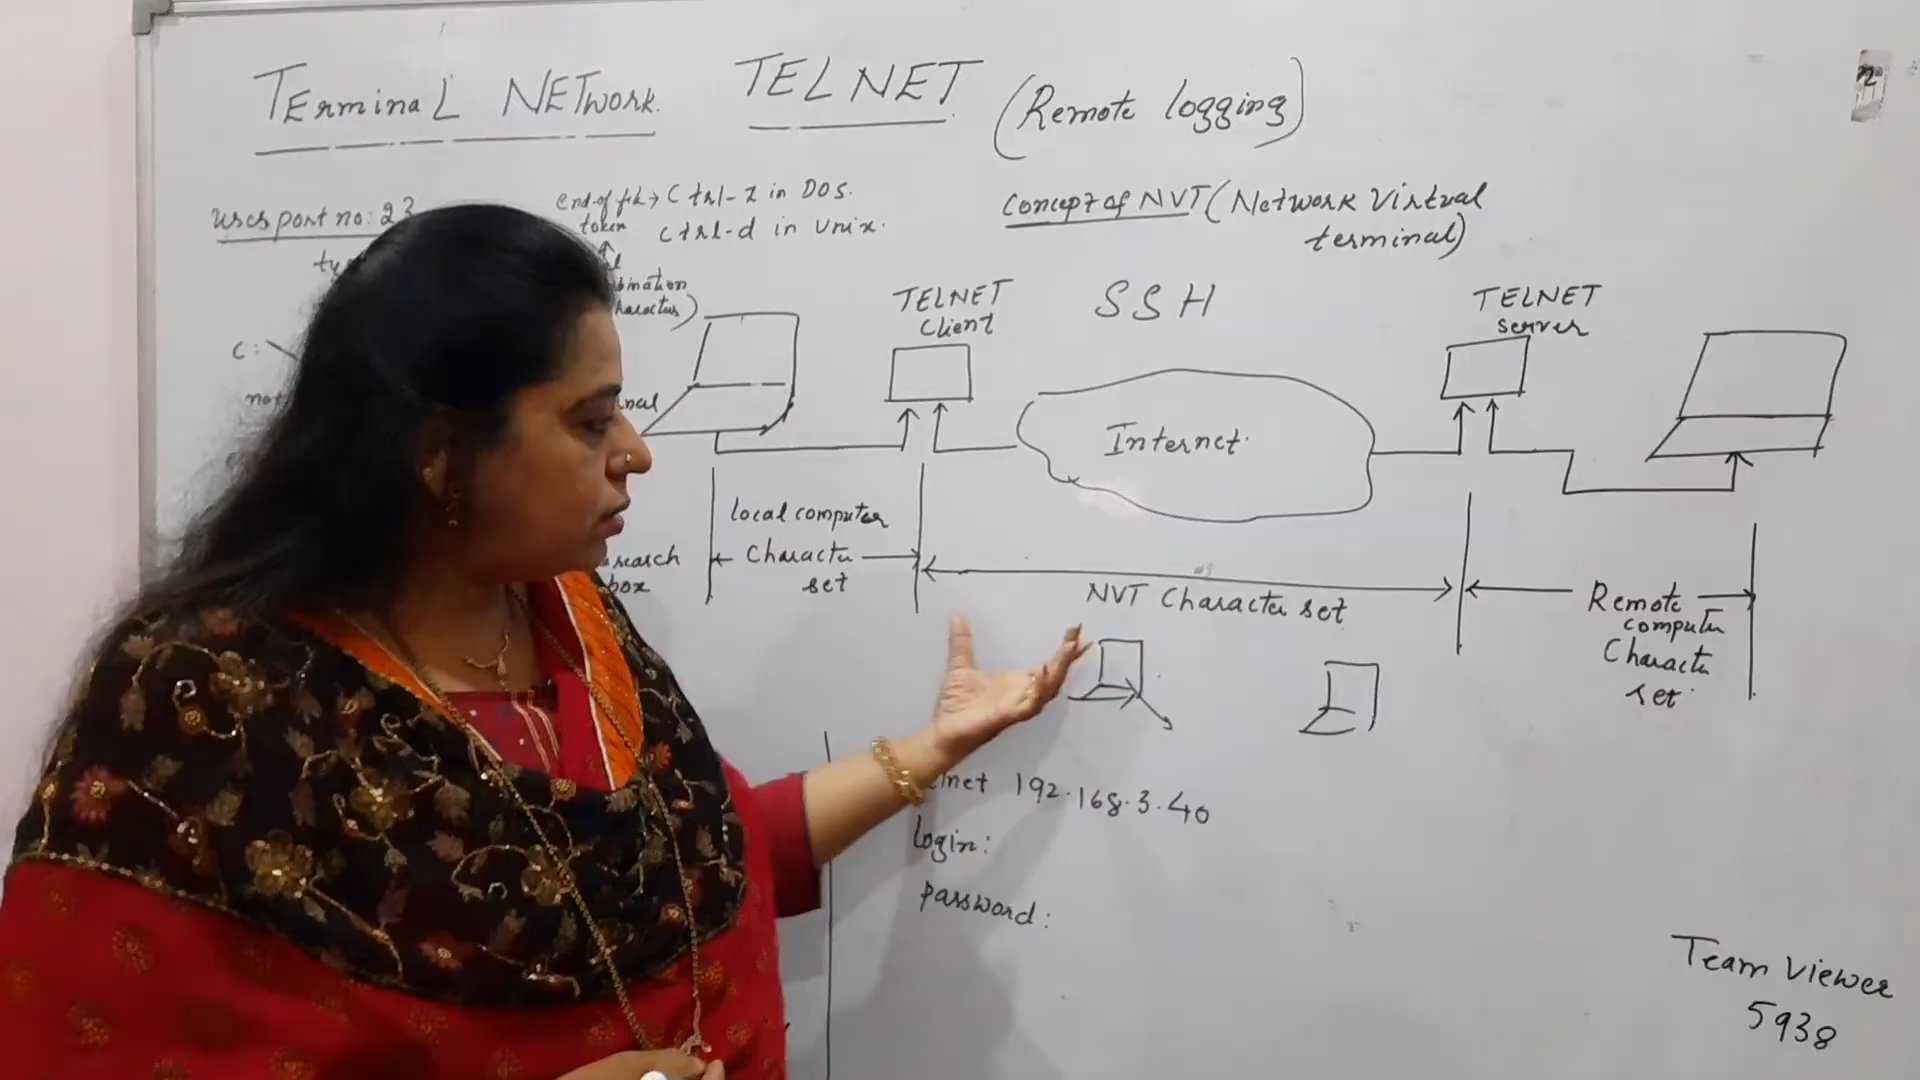 TErminaL NETwork.
TELNET
(Remote logging)
uses port no: 23
end-of
token
Ctrl-z in DOS.
ctrl-d in Unix.
Concept of NVT (Network Virtual
terminal)
C:\
TELNET
Client
SSH
TELNET
server
Internet.
search
box
local computer
Character
set
NVT Character set
Remote
computer
Character
set
192.168.3.40
login:
password:
Team Viewer
5938